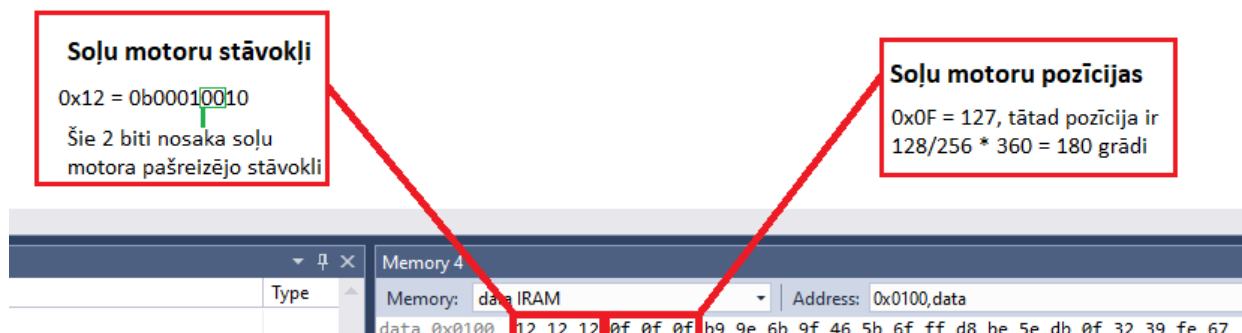 Soļu motoru stāvokļi
0x12 = 0b00010010
Šie 2 biti nosaka soļu
motora pašreizējo stāvokli
Soļu motoru pozīcijas
0x0F = 127, tātad pozīcija ir
128/256 * 360 = 180 grādi
Memory 4
Type
Memory: data IRAM
Address: 0x0100,data
data 0x0100 12 12 12 0f 0f 0f b9 9e 6b 9f 46 5b 6f ff d8 be 5e db 0f 32 39 fe 67